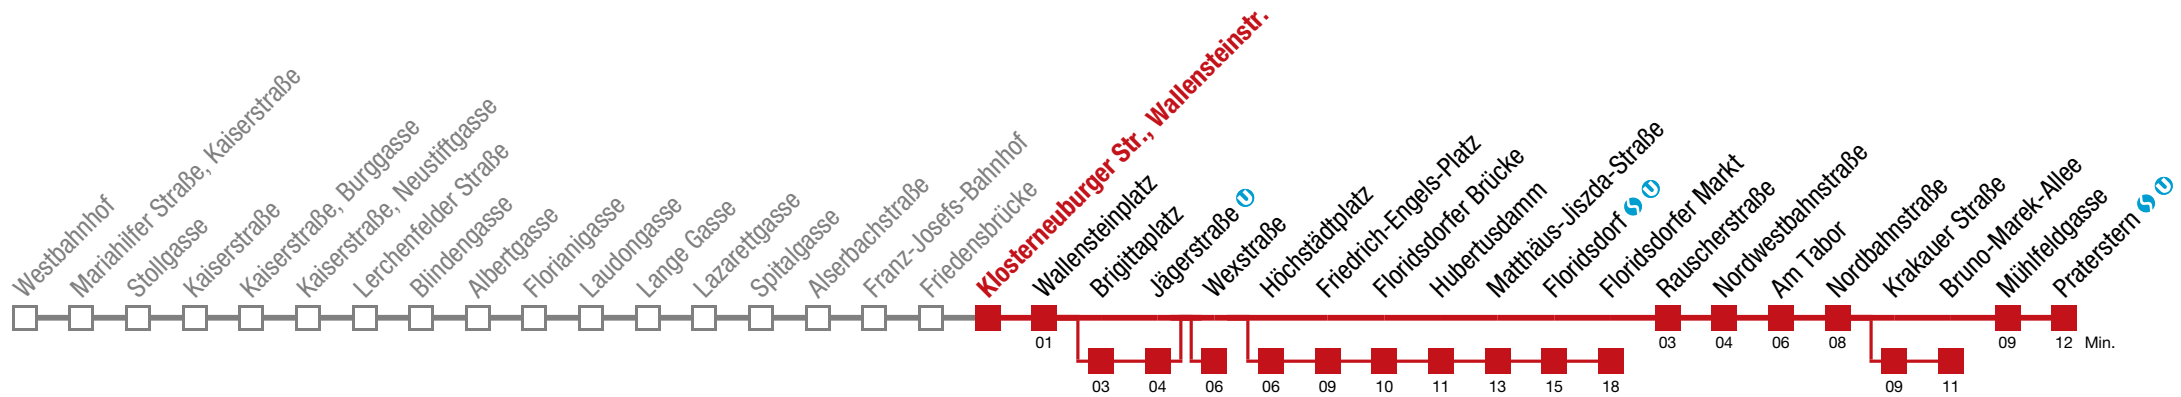 Westbahnhof
Mariahilfer Straße, Kaiserstraße
Stollgasse
Kaiserstraße
Kaiserstraße, Burggasse
Kaiserstraße, Neustiftgasse
Lerchenfelder Straße
Blindengasse
Albertgasse
Florianigasse
Laudongasse
Lange Gasse
Lazarettgasse
Spitalgasse
Alserbachstraße
Franz-Josefs-Bahnhof
Friedensbrücke
Klosterneuburger Str., Wallensteinstr.
Wallensteinplatz
Brigittaplatz
Jägerstraße U
Wexstraße
Höchstädtplatz
Friedrich-Engels-Platz
Floridsdorfer Brücke
Hubertusdamm
Matthäus-Jiszda-Straße
Floridsdorf S U
Floridsdorfer Markt
Rauscherstraße
Nordwestbahnstraße
Am Tabor
Nordbahnstraße
Krakauer Straße
Bruno-Marek-Allee
Mühlfeldgasse
Praterstern S U
01 03 04 06 08 09 12 Min.
03 04 06 06 09 10 11 13 15 18 09 11